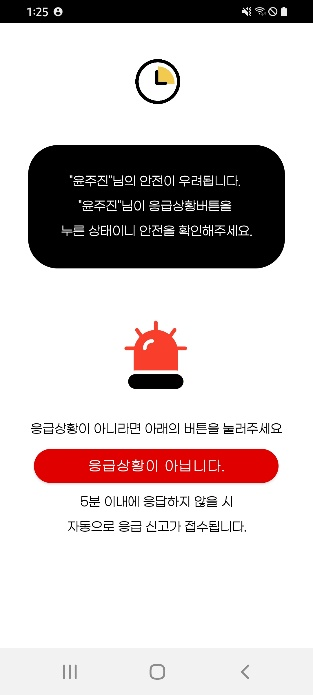 1:25
"윤주진"님의 안전이 우려됩니다.
"윤주진"님이 응급상황버튼을
누른 상태이니 안전을 확인해주세요.
응급상황이 아니라면 아래의 버튼을 눌러주세요
응급상황이 아닙니다.
5분 이내에 응답하지 않을 시
자동으로 응급 신고가 접수됩니다.